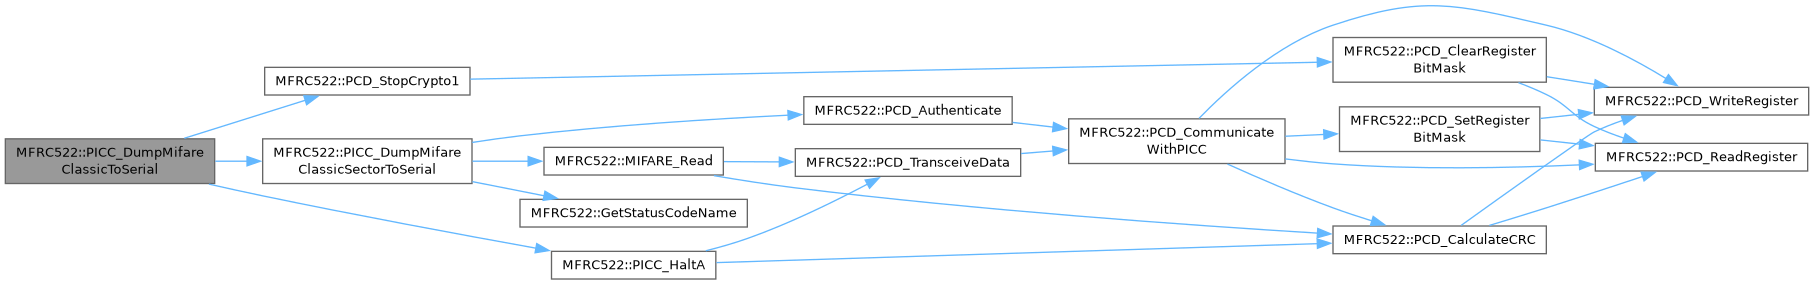 MFRC522::PICC_DumpMifare
ClassicToSerial
MFRC522::PCD_StopCrypto1
MFRC522::PICC_DumpMifare
ClassicSectorToSerial
MFRC522::PICC_HaltA
MFRC522::PCD_Authenticate
MFRC522::MIFARE_Read
MFRC522::GetStatusCodeName
MFRC522::PCD_TransceiveData
MFRC522::PCD_Communicate
WithPICC
MFRC522::PCD_ClearRegister
BitMask
MFRC522::PCD_SetRegister
BitMask
MFRC522::PCD_CalculateCRC
MFRC522::PCD_WriteRegister
MFRC522::PCD_ReadRegister